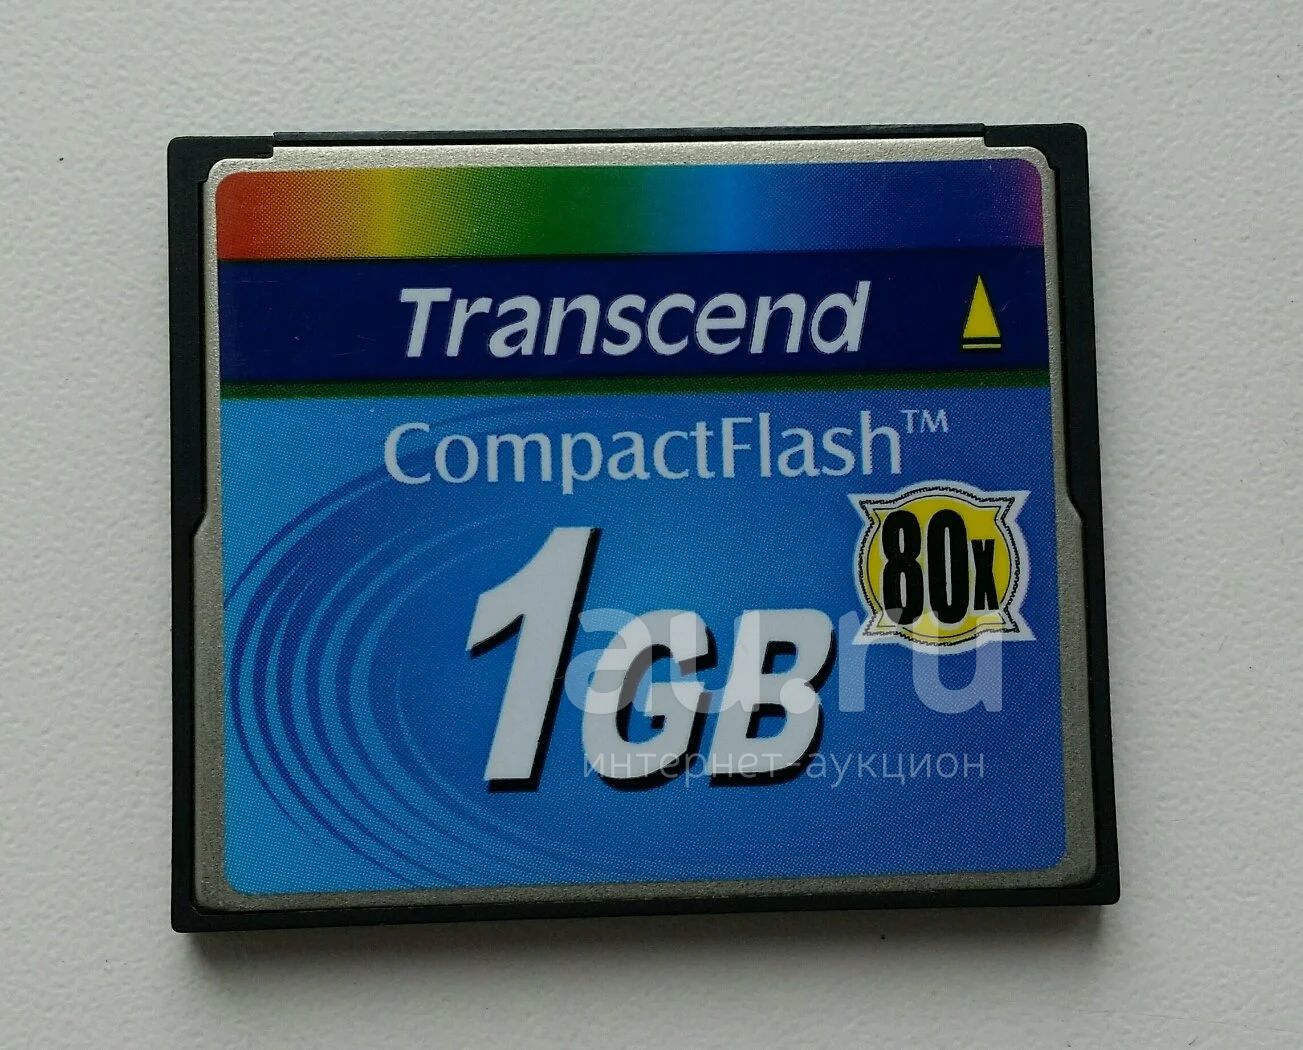 Transcend
CompactFlash™
80x
1GB
au.ru
интернет-аукцион